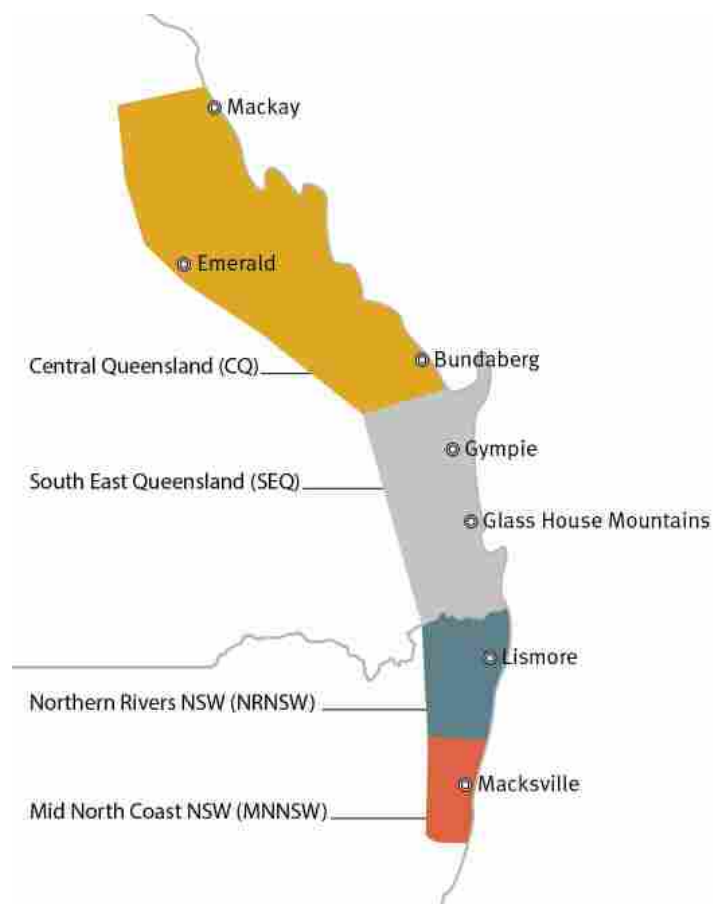 Mackay
Emerald
Central Queensland (CQ)
Bundaberg
Gympie
South East Queensland (SEQ)
Glass House Mountains
Lismore
Northern Rivers NSW (NRNSW)
Macksville
Mid North Coast NSW (MNNSW)